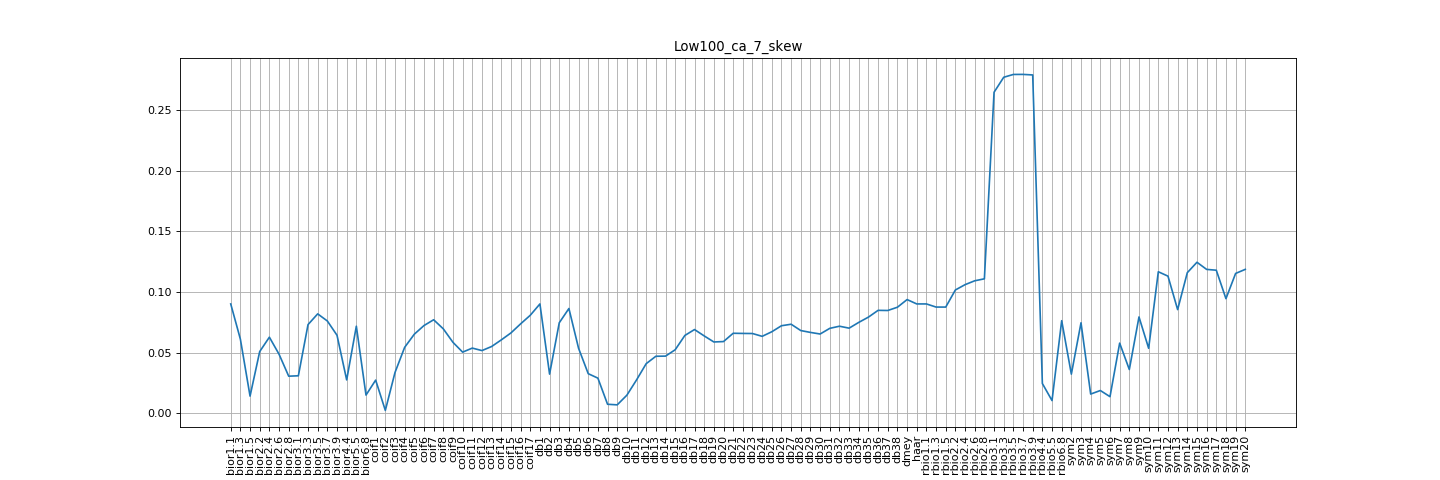 Low100_ca_7_skew
0.25
0.20
0.15
0.10
0.05
0.00
bior1.1
bior1.3
bior1.5
bior2.2
bior2.4
bior2.6
bior2.8
bior3.1
bior3.3
bior3.5
bior3.7
bior3.9
bior4.4
bior5.5
bior6.8
coif1
coif2
coif3
coif4
coif5
coif6
coif7
coif8
coif9
coif10
coif11
coif12
coif13
coif14
coif15
coif16
coif17
db1
db2
db3
db4
db5
db6
db7
db8
db9
db10
db11
db12
db13
db14
db15
db16
db17
db18
db19
db20
db21
db22
db23
db24
db25
db26
db27
db28
db29
db30
db31
db32
db33
db34
db35
db36
db37
db38
dmey
haar
rbio1.1
rbio1.3
rbio1.5
rbio2.2
rbio2.4
rbio2.6
rbio2.8
rbio3.1
rbio3.3
rbio3.5
rbio3.7
rbio3.9
rbio4.4
rbio5.5
rbio6.8
sym2
sym3
sym4
sym5
sym6
sym7
sym8
sym9
sym10
sym11
sym12
sym13
sym14
sym15
sym16
sym17
sym18
sym19
sym20